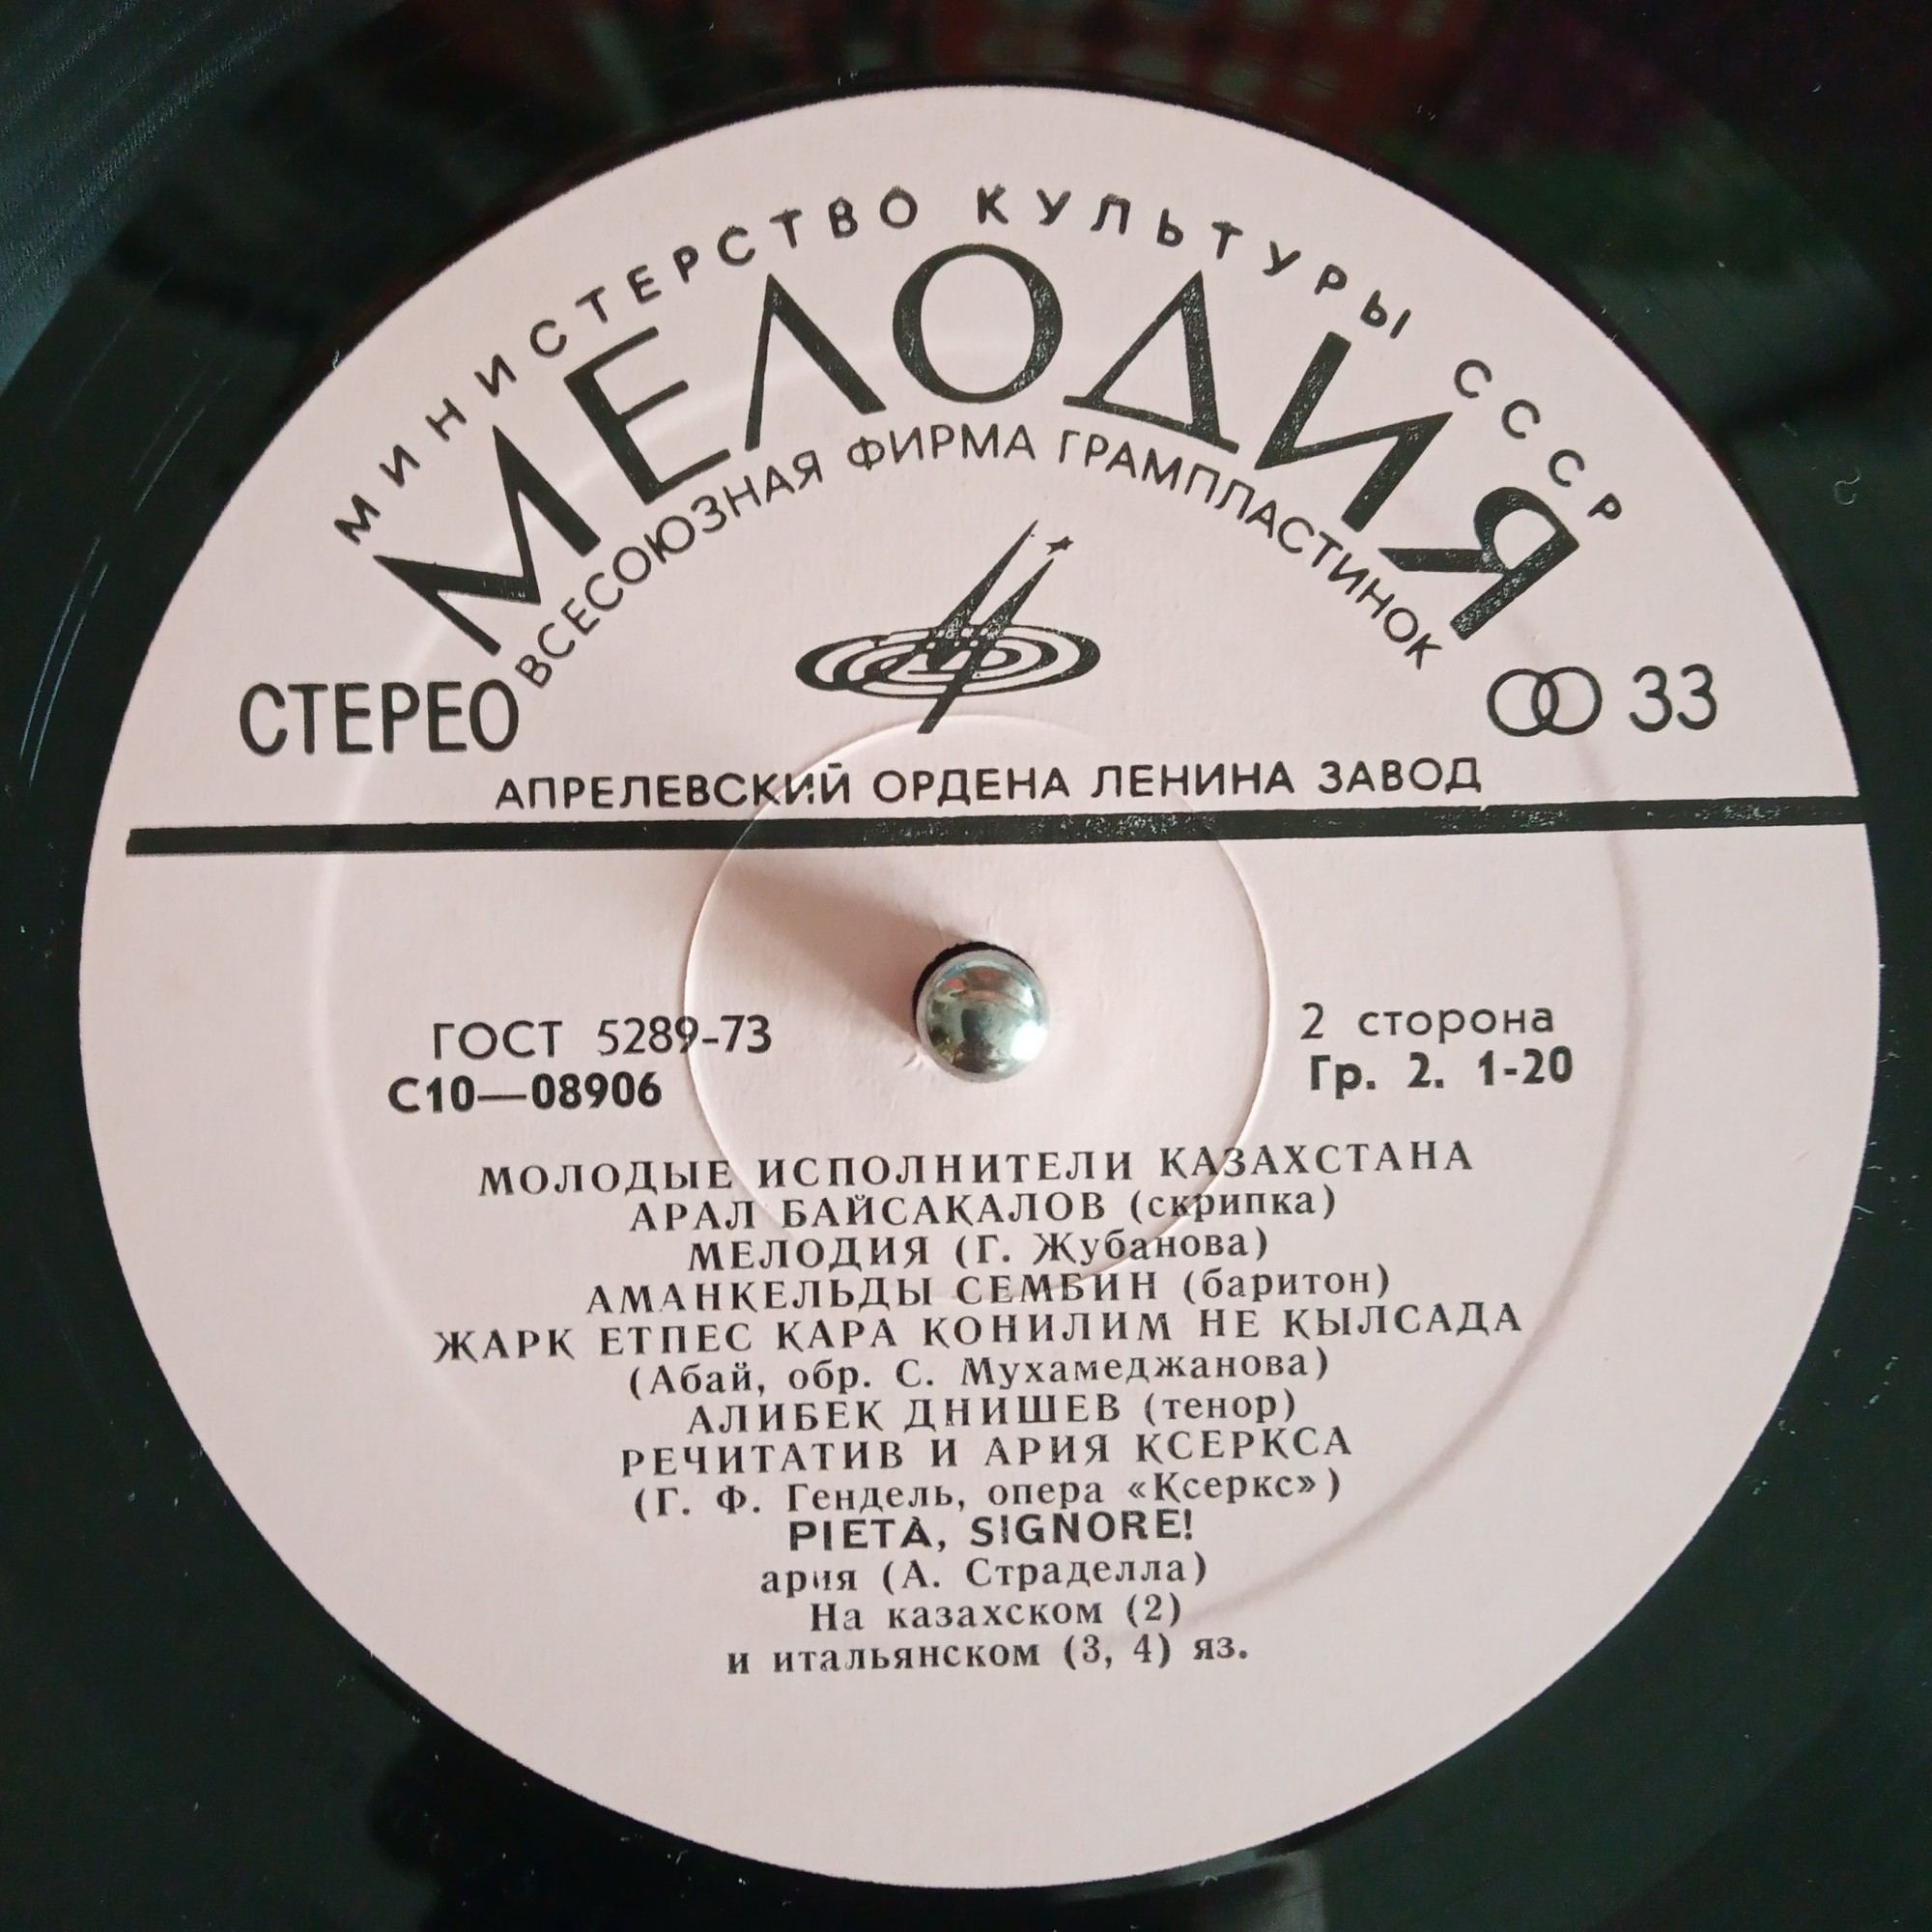 МИНИСТЕРСТВО КУЛЬТУРЫ СССР
МЕЛОДИЯ
ВСЕСОЮЗНАЯ ФИРМА ГРАМПЛАСТИНОК
СТЕРЕО
33
АПРЕЛЕВСКИЙ ОРДЕНА ЛЕНИНА ЗАВОД
ГОСТ 5289-73
2 сторона
С10—08906
Гр. 2. 1-20
МОЛОДЫЕ ИСПОЛНИТЕЛИ КАЗАХСТАНА
АРАЛ БАЙСАКАЛОВ (скрипка)
МЕЛОДИЯ (Г. Жубанова)
АМАНКЕЛЬДЫ СЕМБИН (баритон)
ЖАРК ЕТПЕС КАРА КОНИЛИМ НЕ КЫЛСАДА
(Абай, обр. С. Мухамеджанова)
АЛИБЕК ДНИШЕВ (тенор)
РЕЧИТАТИВ И АРИЯ КСЕРКСА
(Г. Ф. Гендель, опера «Ксеркс»)
PIETÀ, SIGNORE!
ария (А. Страделла)
На казахском (2)
и итальянском (3, 4) яз.